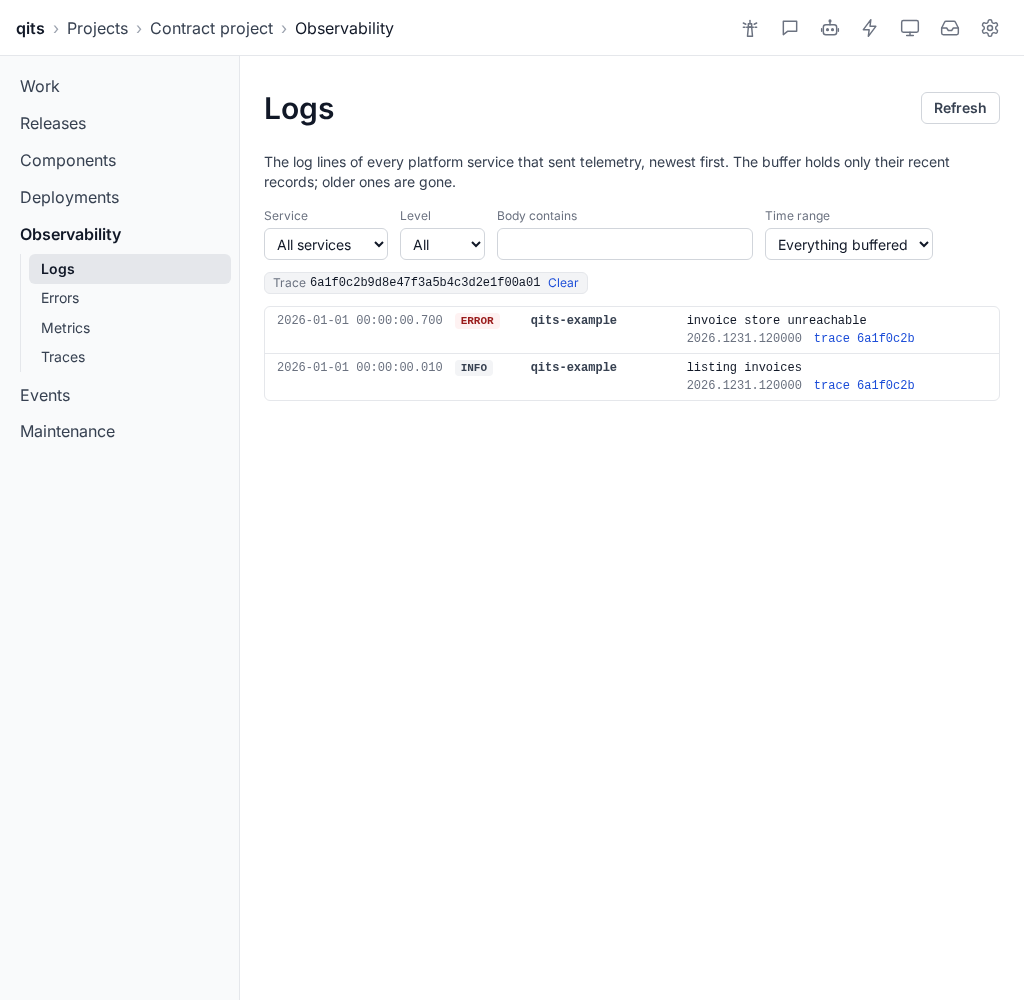 qits › Projects › Contract project › Observability
Work
Releases
Components
Deployments
Observability
Logs
Errors
Metrics
Traces
Events
Maintenance
Logs
Refresh
The log lines of every platform service that sent telemetry, newest first. The buffer holds only their recent
records; older ones are gone.
Service Level Body contains Time range
All services All Everything buffered
Trace 6a1f0c2b9d8e47f3a5b4c3d2e1f00a01 Clear
2026-01-01 00:00:00.700 ERROR qits-example invoice store unreachable
2026.1231.120000 trace 6a1f0c2b
2026-01-01 00:00:00.010 INFO qits-example listing invoices
2026.1231.120000 trace 6a1f0c2b